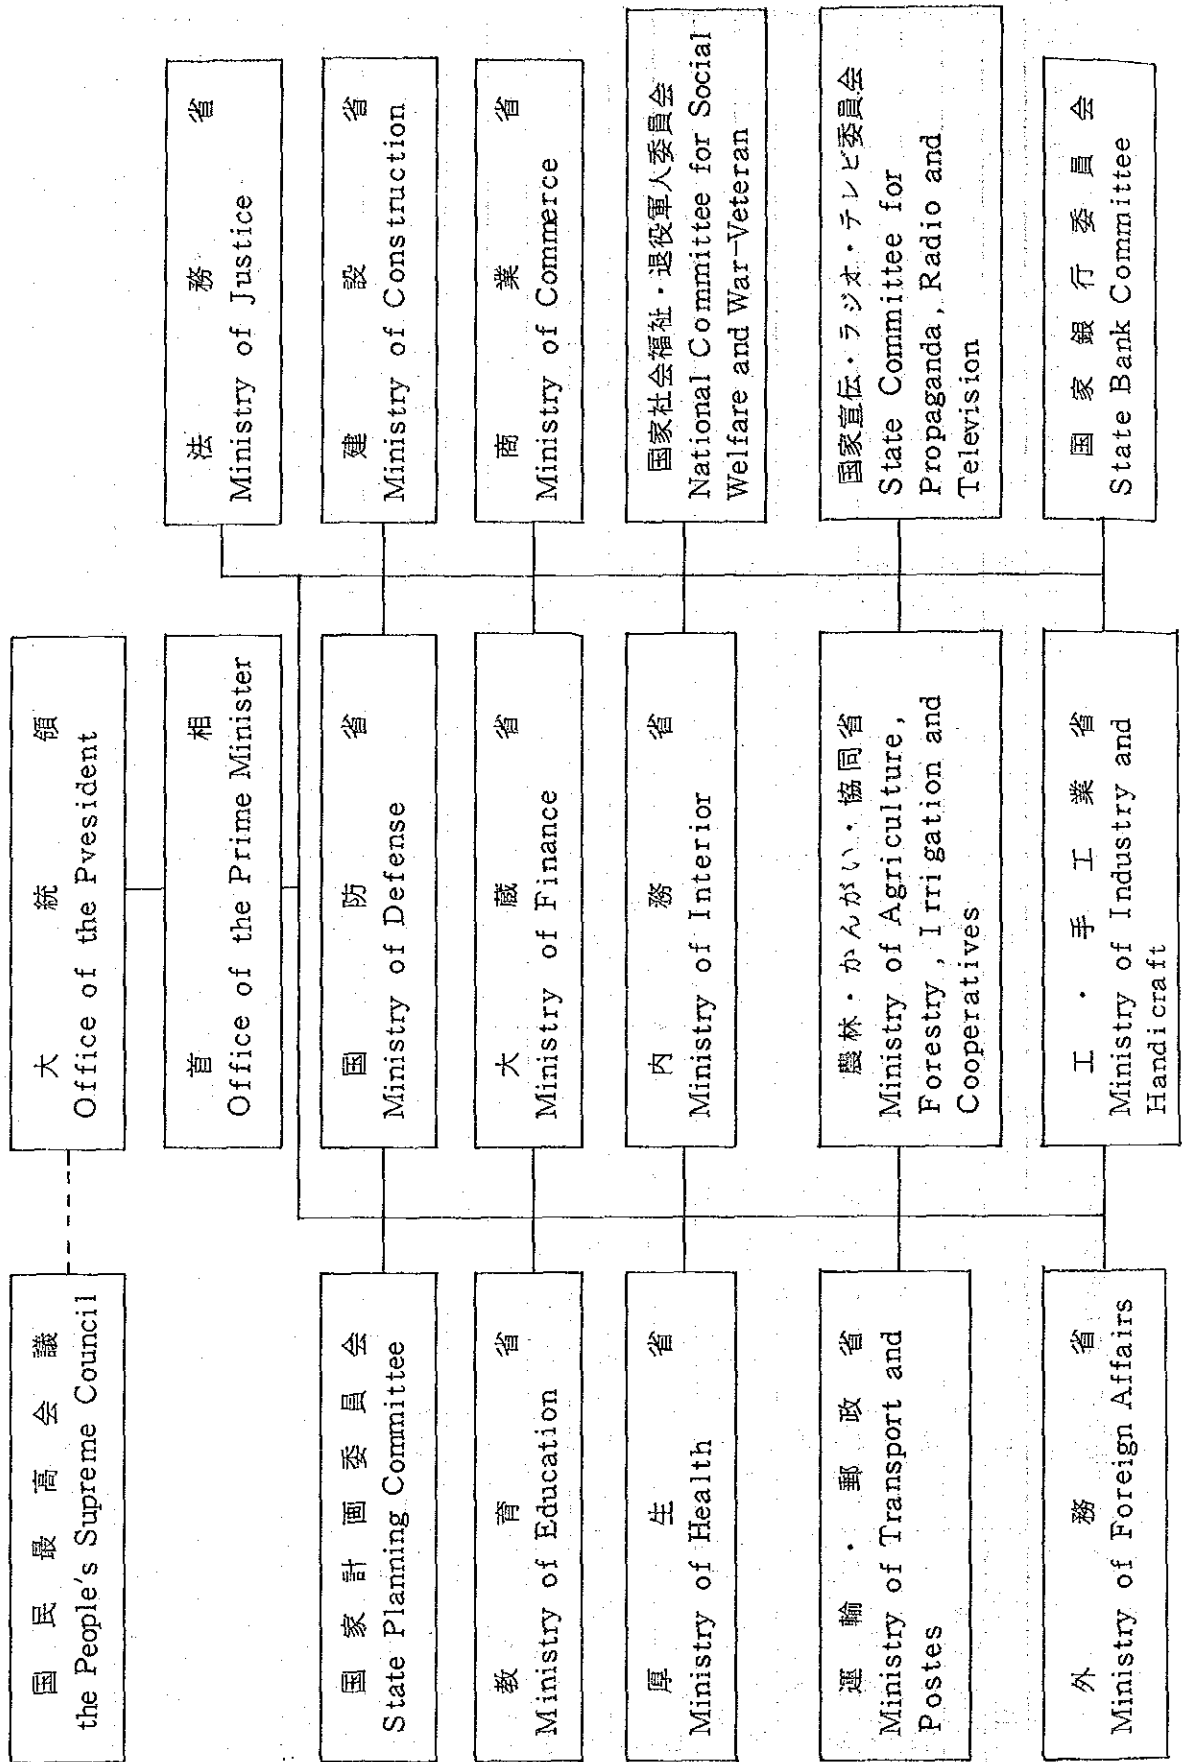 国民最高会議
the People's Supreme Council
大統領
Office of the Pvesident
首相
Office of the Prime Minister
法務省
Ministry of Justice
国家計画委員会
State Planning Committee
国防省
Ministry of Defense
建設省
Ministry of Construction
教育省
Ministry of Education
大蔵省
Ministry of Finance
商業省
Ministry of Commerce
厚生省
Ministry of Health
内務省
Ministry of Interior
国家社会福祉・退役軍人委員会
National Committee for Social
Welfare and War-Veteran
運輸・郵政省
Ministry of Transport and
Postes
農林・かんがい・協同省
Ministry of Agriculture,
Forestry, Irrigation and
Cooperatives
国家宣伝・ラジオ・テレビ委員会
State Committee for
Propaganda, Radio and
Television
外務省
Ministry of Foreign Affairs
工・手工業省
Ministry of Industry and
Handicraft
国家銀行委員会
State Bank Committee